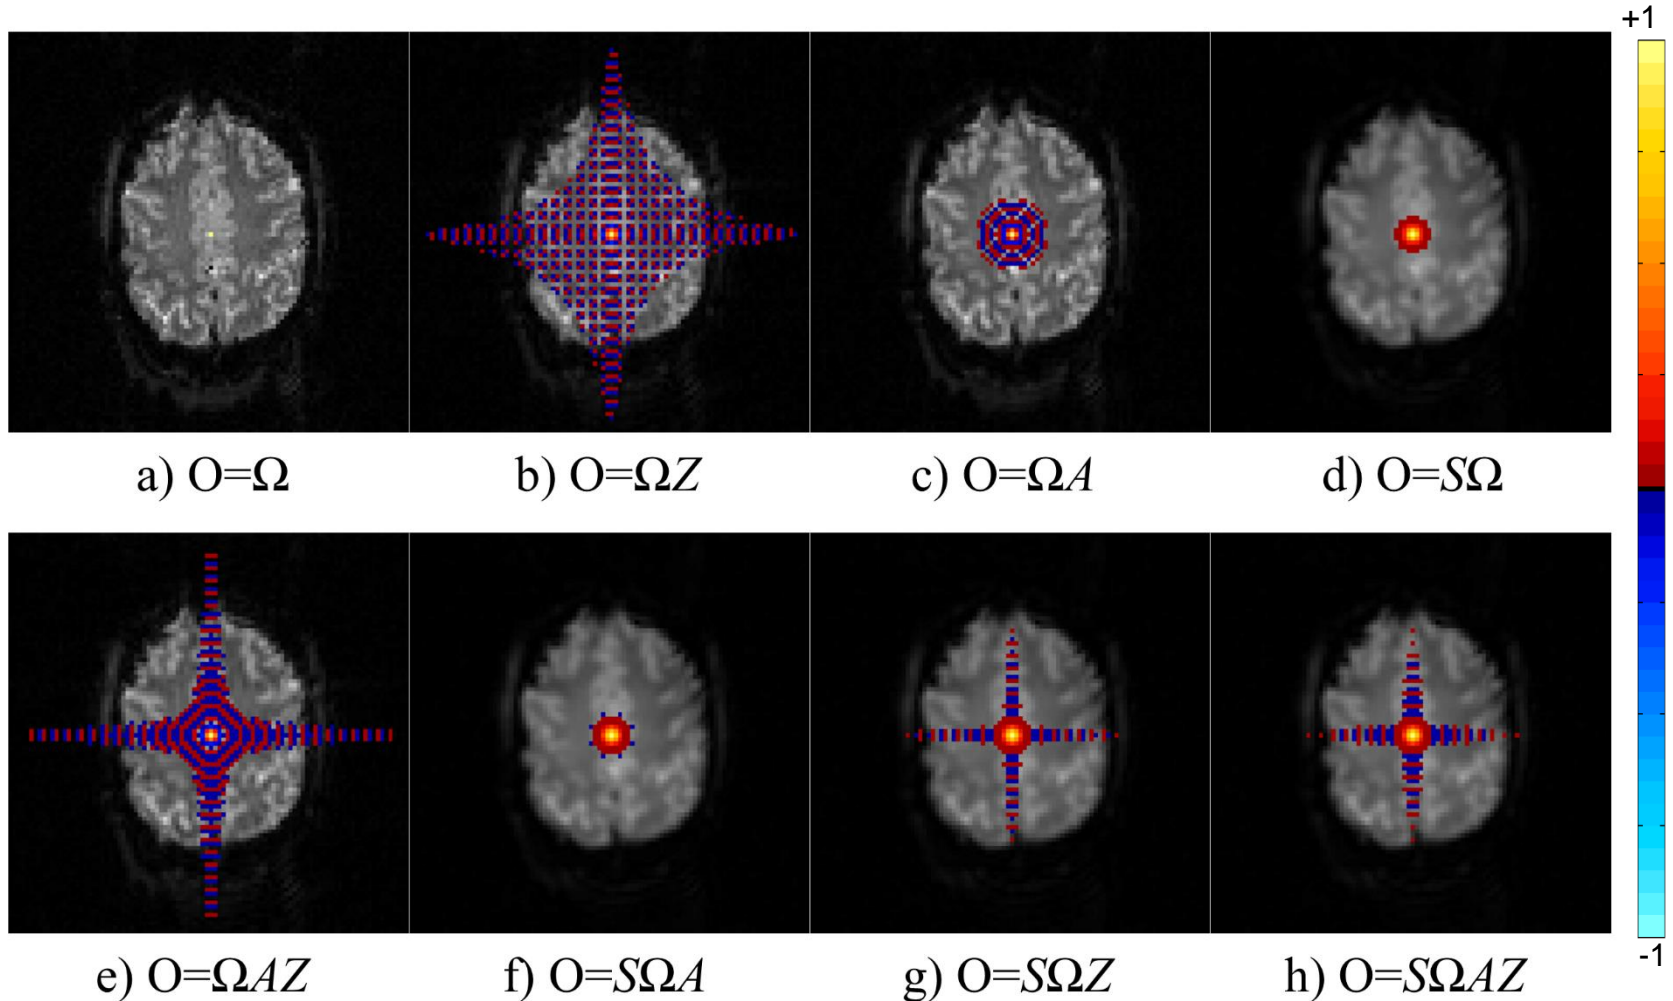 +1
a) O=Ω
b) O=ΩZ
c) O=ΩA
d) O=SΩ
e) O=ΩAZ
f) O=SΩA
g) O=SΩZ
h) O=SΩAZ
-1